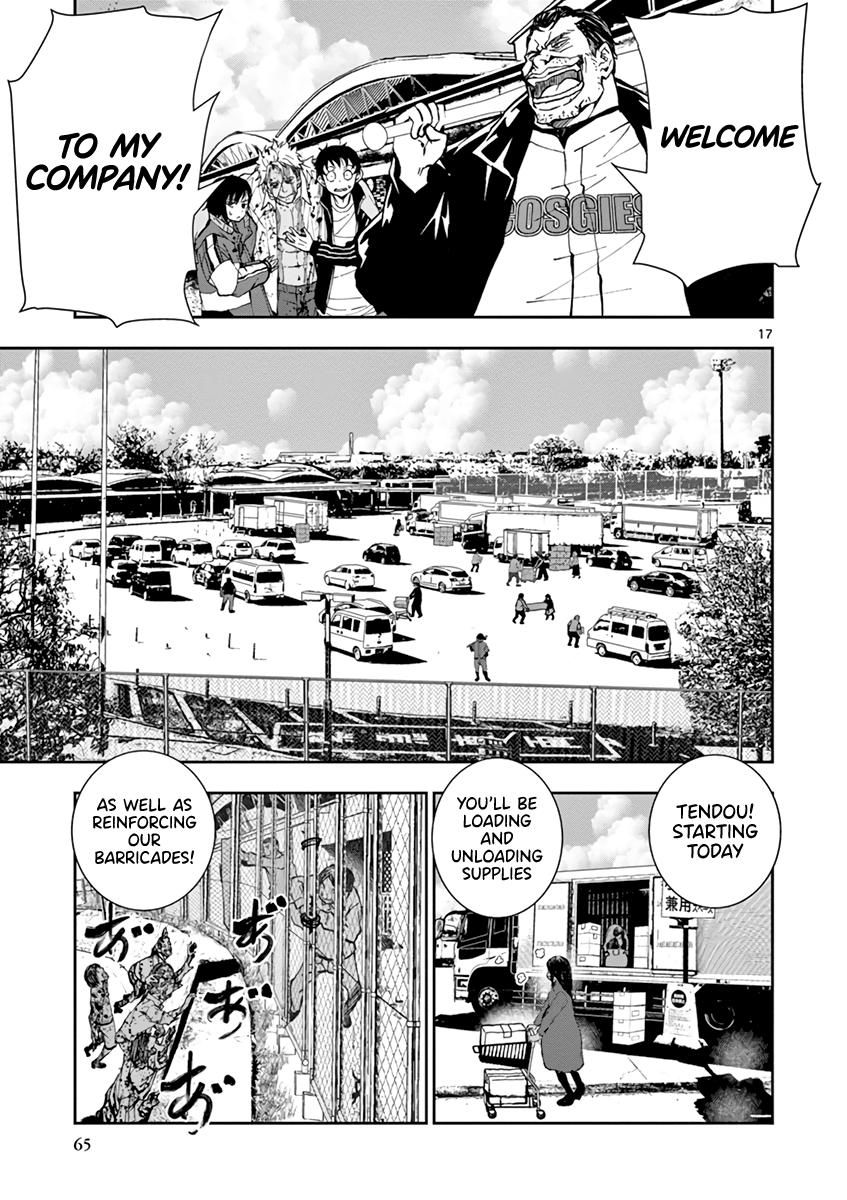 WELCOME
TO MY
COMPANY!
COSGIES
17
TENDOU!
STARTING
TODAY
YOU'LL BE
LOADING
AND
UNLOADING
SUPPLIES
兼用
AS WELL AS
REINFORCING
OUR
BARRICADES!
あ゛
あ゛
あ゛
65